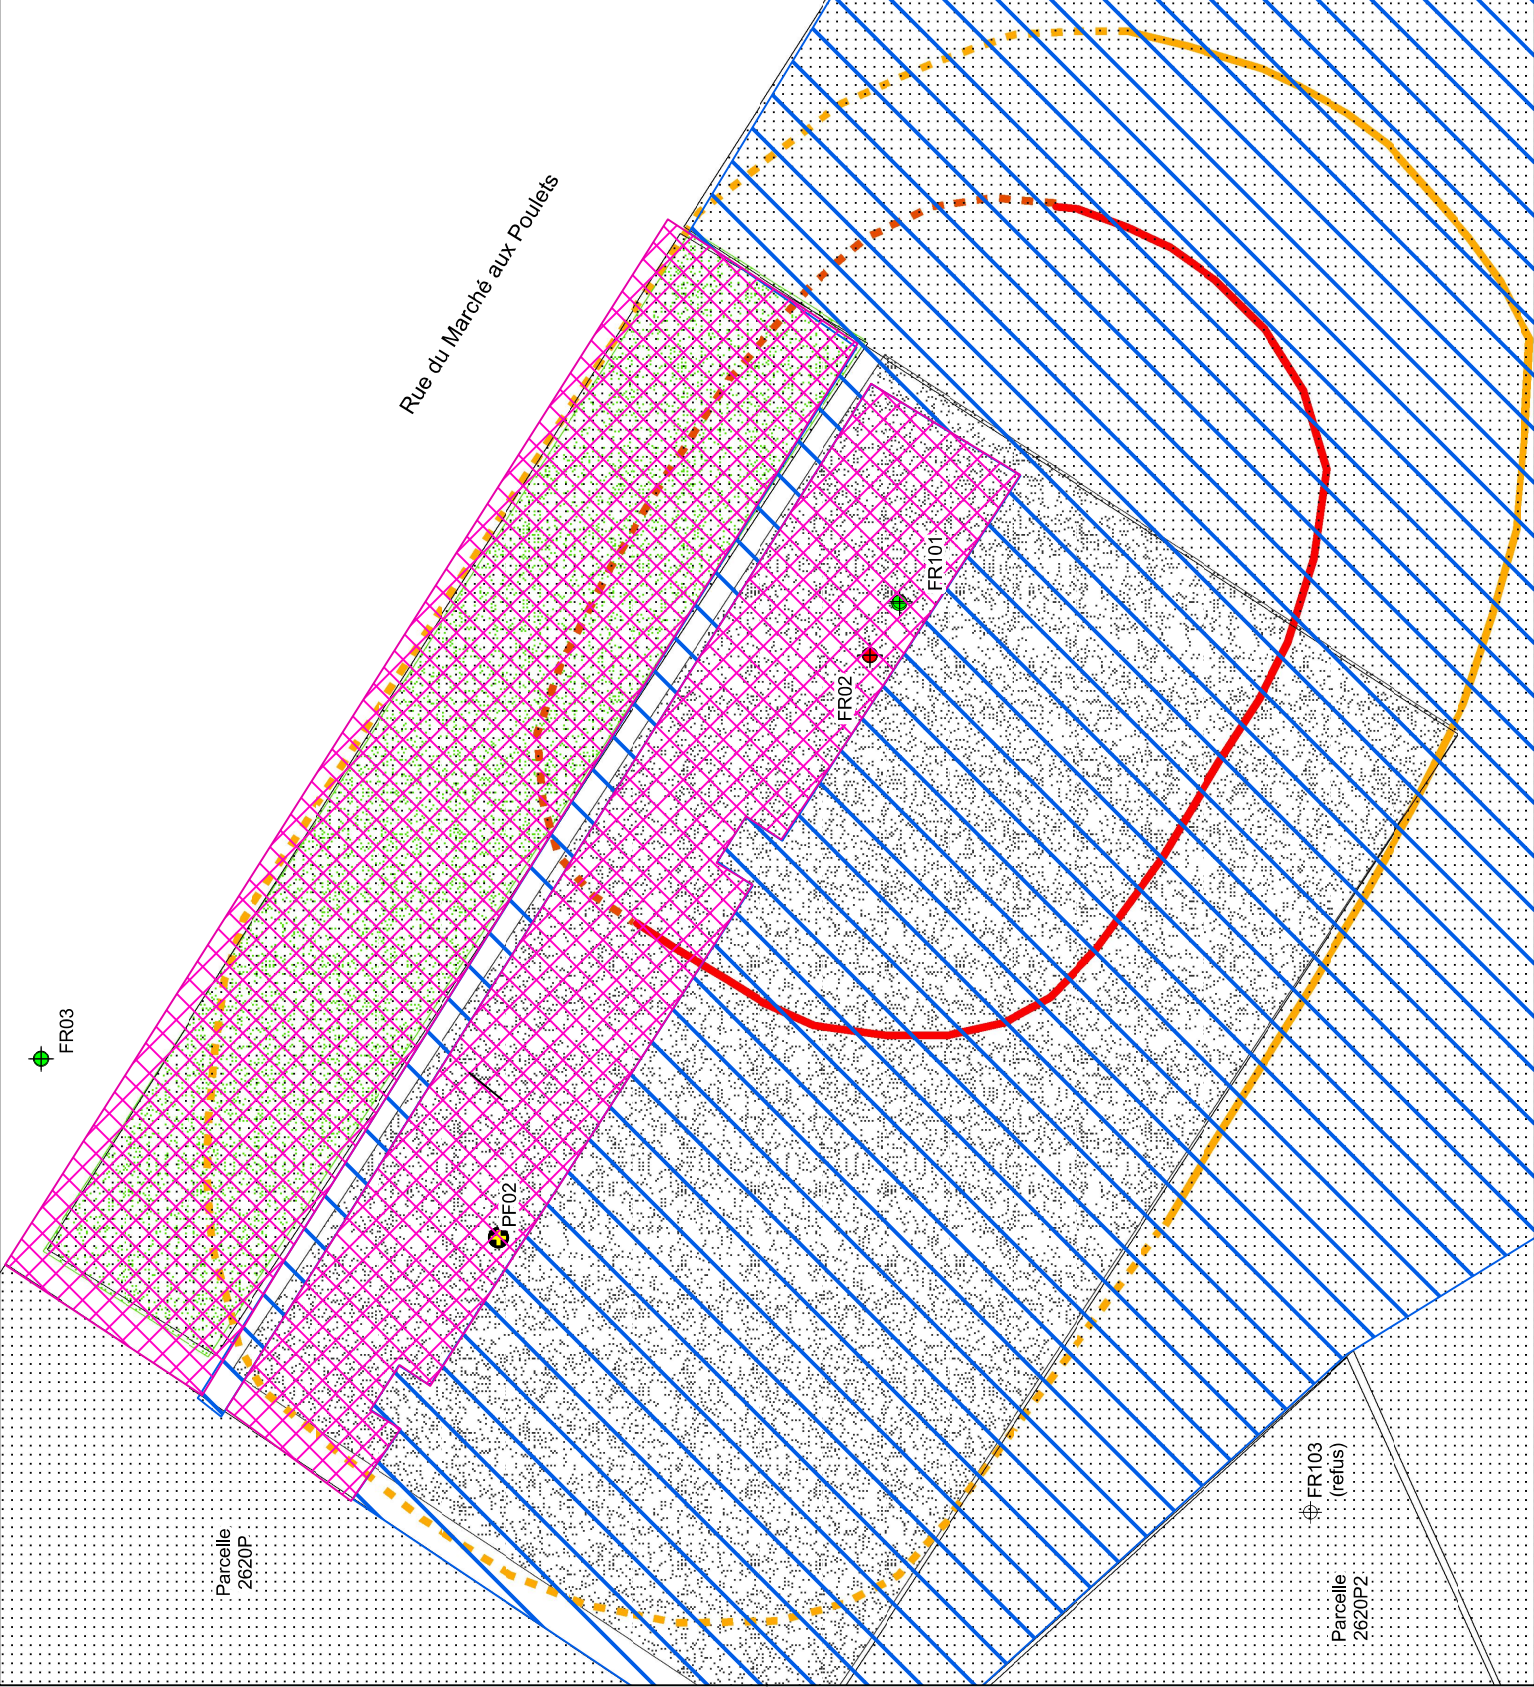 Rue du Marché aux Poulets
FR101
FR02
FR03
PF02
Parcelle
2620P
FR103
(refus)
Parcelle
2620P2